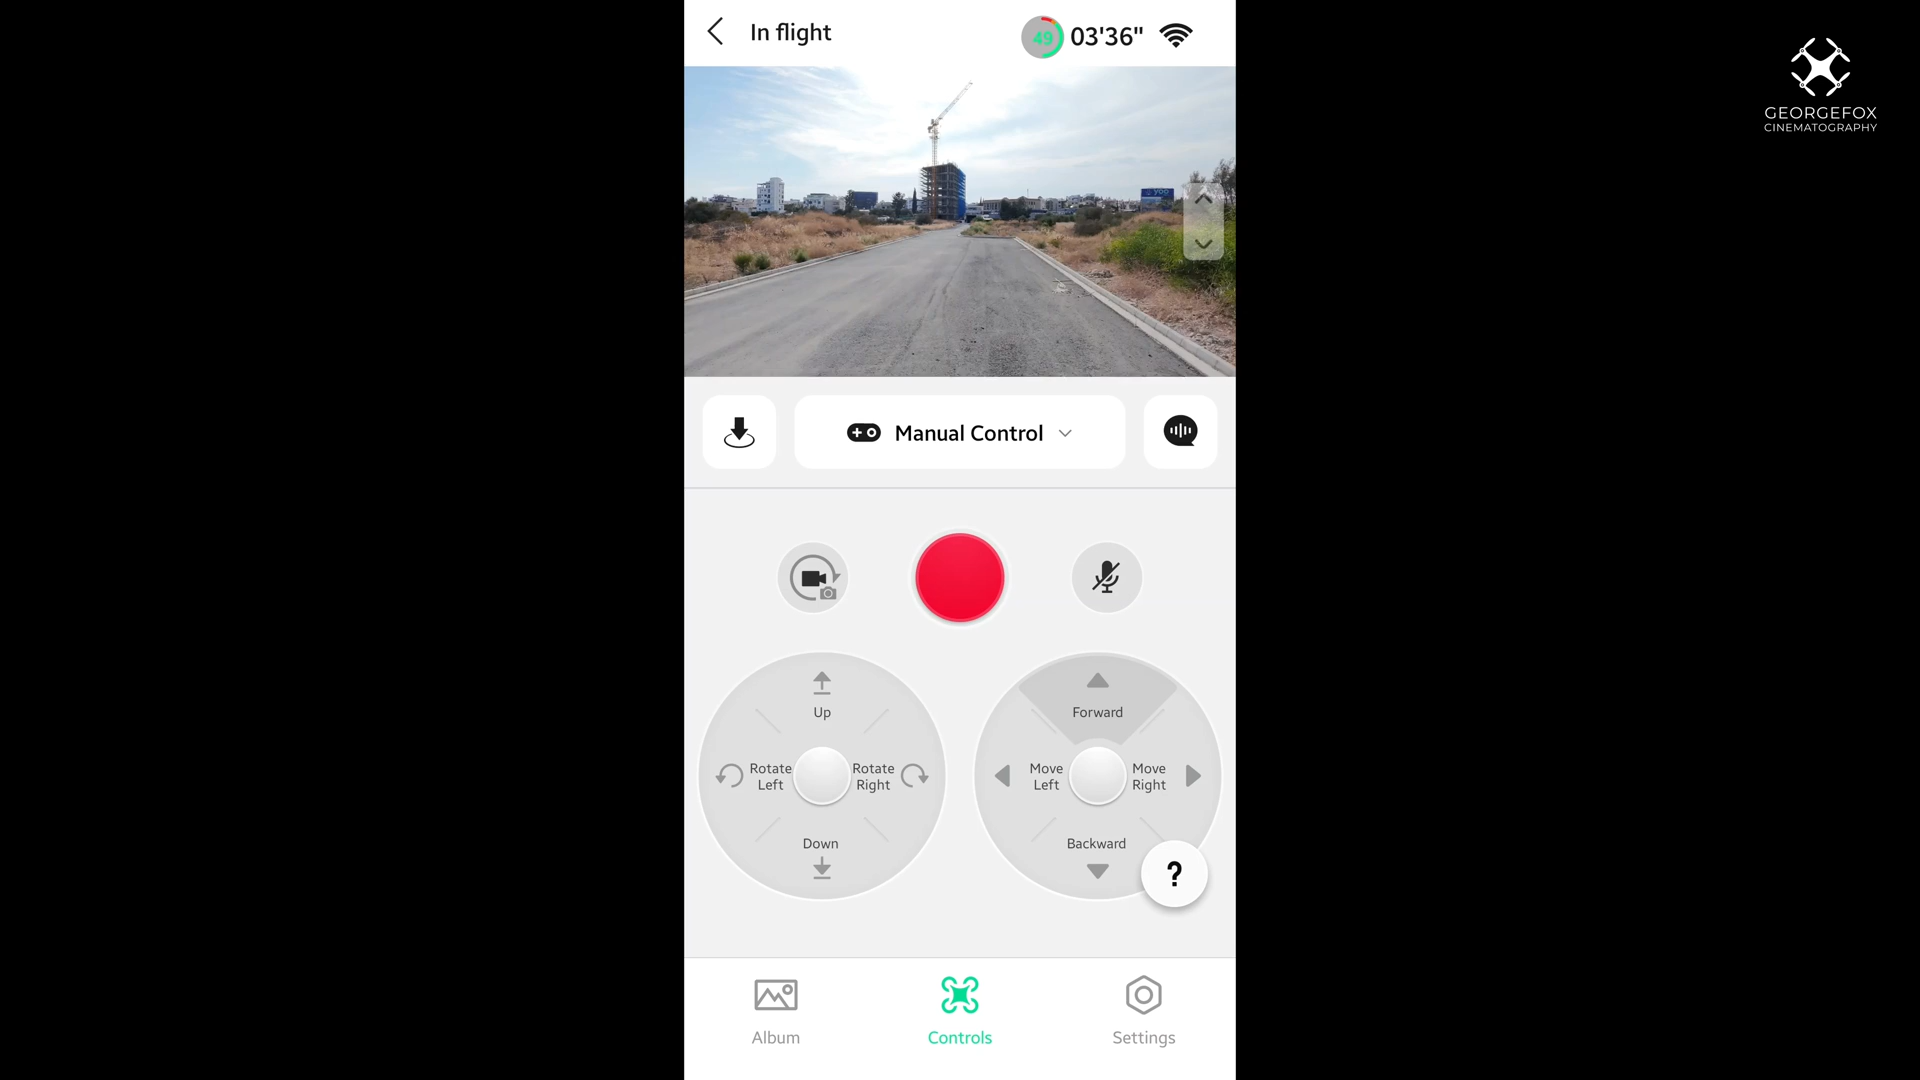 In flight
49
03'36"
GEORGEFOX
CINEMATOGRAPHY
yoo
Manual Control
Up
Rotate
Left
Rotate
Right
Down
Forward
Move
Left
Move
Right
Backward
?
Album
Controls
Settings